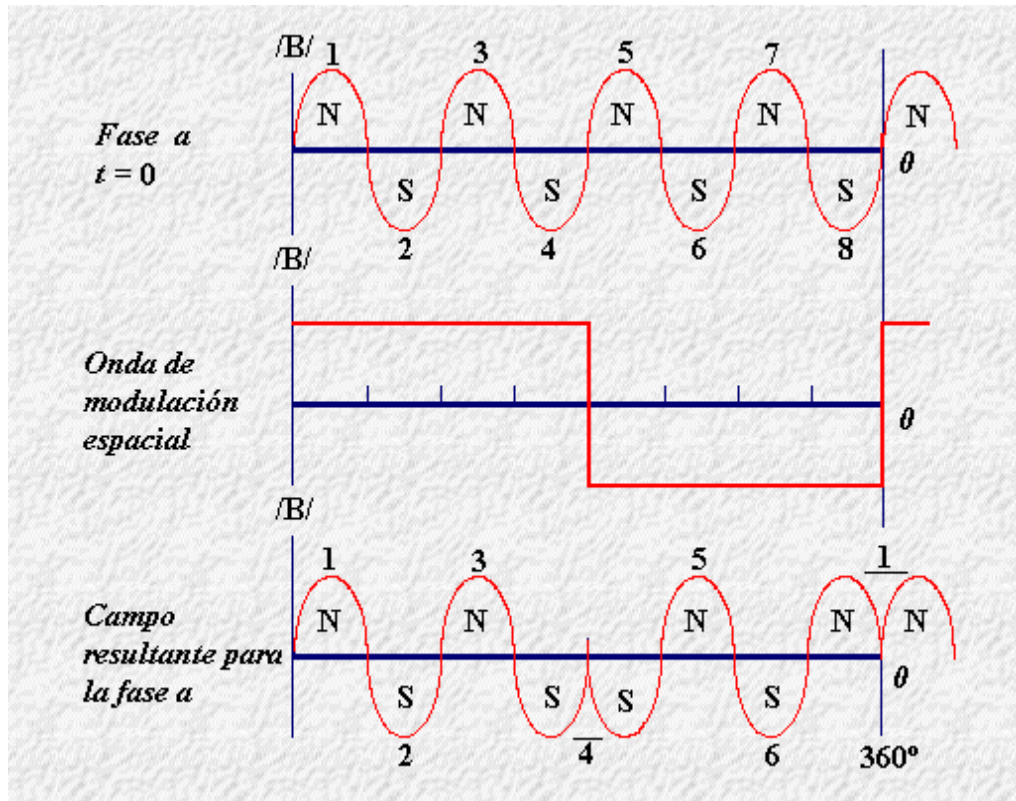 /B/ 1 3 5 7
N N N N N
Fase a
t = 0
θ
S S S S
2 4 6 8
/B/
Onda de
modulación
espacial
θ
/B/
1 3 5 1
N N N N N
Campo
resultante para
la fase a
θ
S S S S
2 4 6 360º